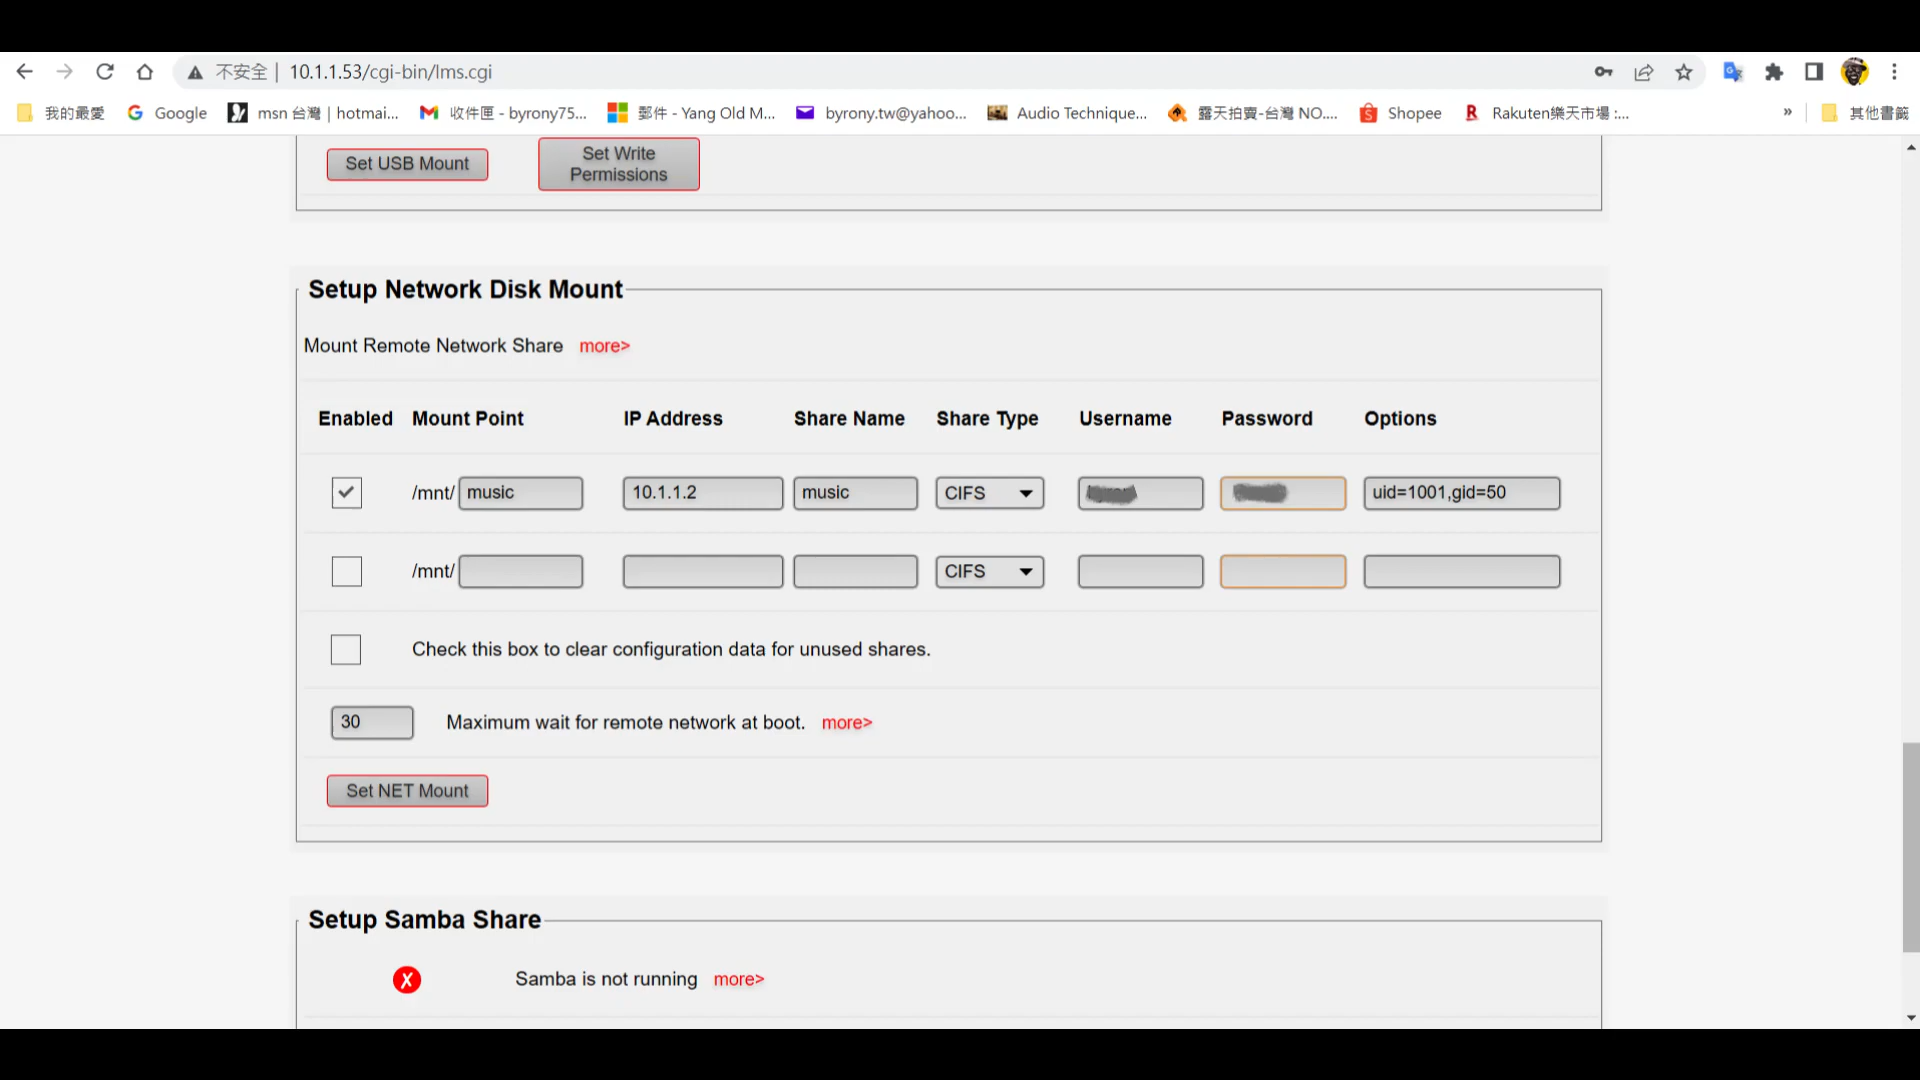 不安全 | 10.1.1.53/cgi-bin/lms.cgi
我的最愛 Google msn 台灣 | hotmai... 收件匣 - byrony75... 郵件 - Yang Old M... byrony.tw@yahoo... Audio Technique... 露天拍賣-台灣 NO.... Shopee Rakuten樂天市場 :... » 其他書籤
Set USB Mount
Set Write
Permissions
Setup Network Disk Mount
Mount Remote Network Share more>
Enabled Mount Point IP Address Share Name Share Type Username Password Options
/mnt/ music 10.1.1.2 music CIFS uid=1001,gid=50
/mnt/ CIFS
Check this box to clear configuration data for unused shares.
30 Maximum wait for remote network at boot. more>
Set NET Mount
Setup Samba Share
X Samba is not running more>